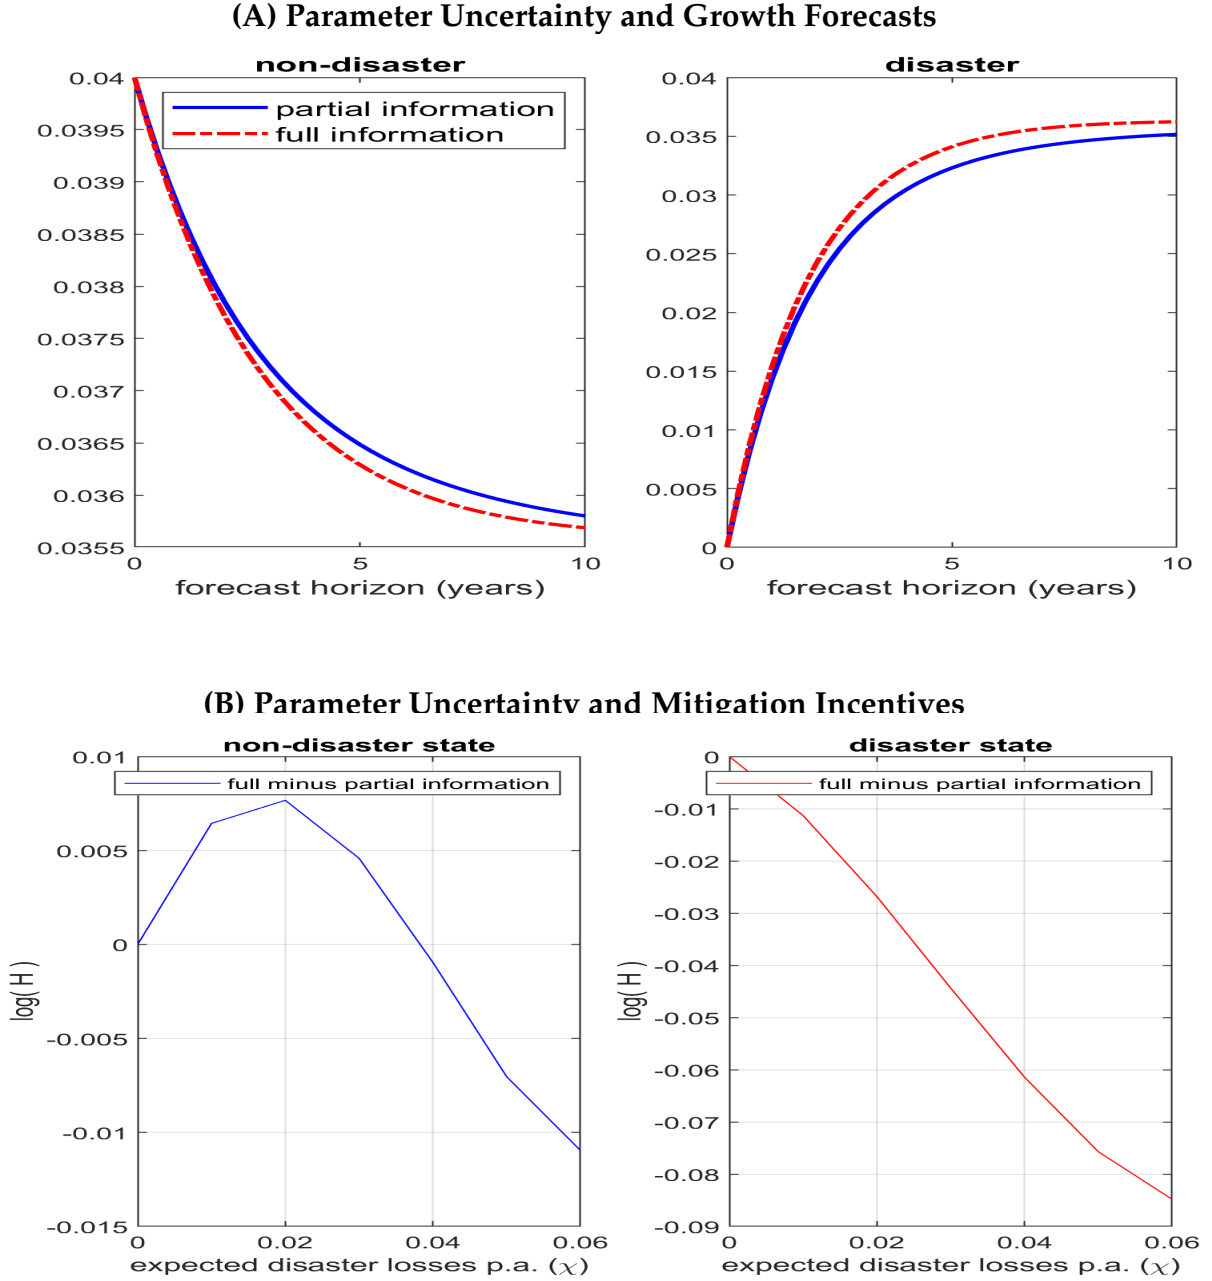 (A) Parameter Uncertainty and Growth Forecasts
non-disaster
0.04
0.0395
0.039
0.0385
0.038
0.0375
0.037
0.0365
0.036
0.0355
partial information
full information
0 5 10
forecast horizon (years)
disaster
0.04
0.035
0.03
0.025
0.02
0.015
0.01
0.005
0
0 5 10
forecast horizon (years)
(B) Parameter Uncertainty and Mitigation Incentives
non-disaster state
0.01
0.005
0
-0.005
-0.01
-0.015
full minus partial information
log( H )
0 0.02 0.04 0.06
expected disaster losses p.a. (χ)
disaster state
0
-0.01
-0.02
-0.03
-0.04
-0.05
-0.06
-0.07
-0.08
-0.09
full minus partial information
log( H )
0 0.02 0.04 0.06
expected disaster losses p.a. (χ)